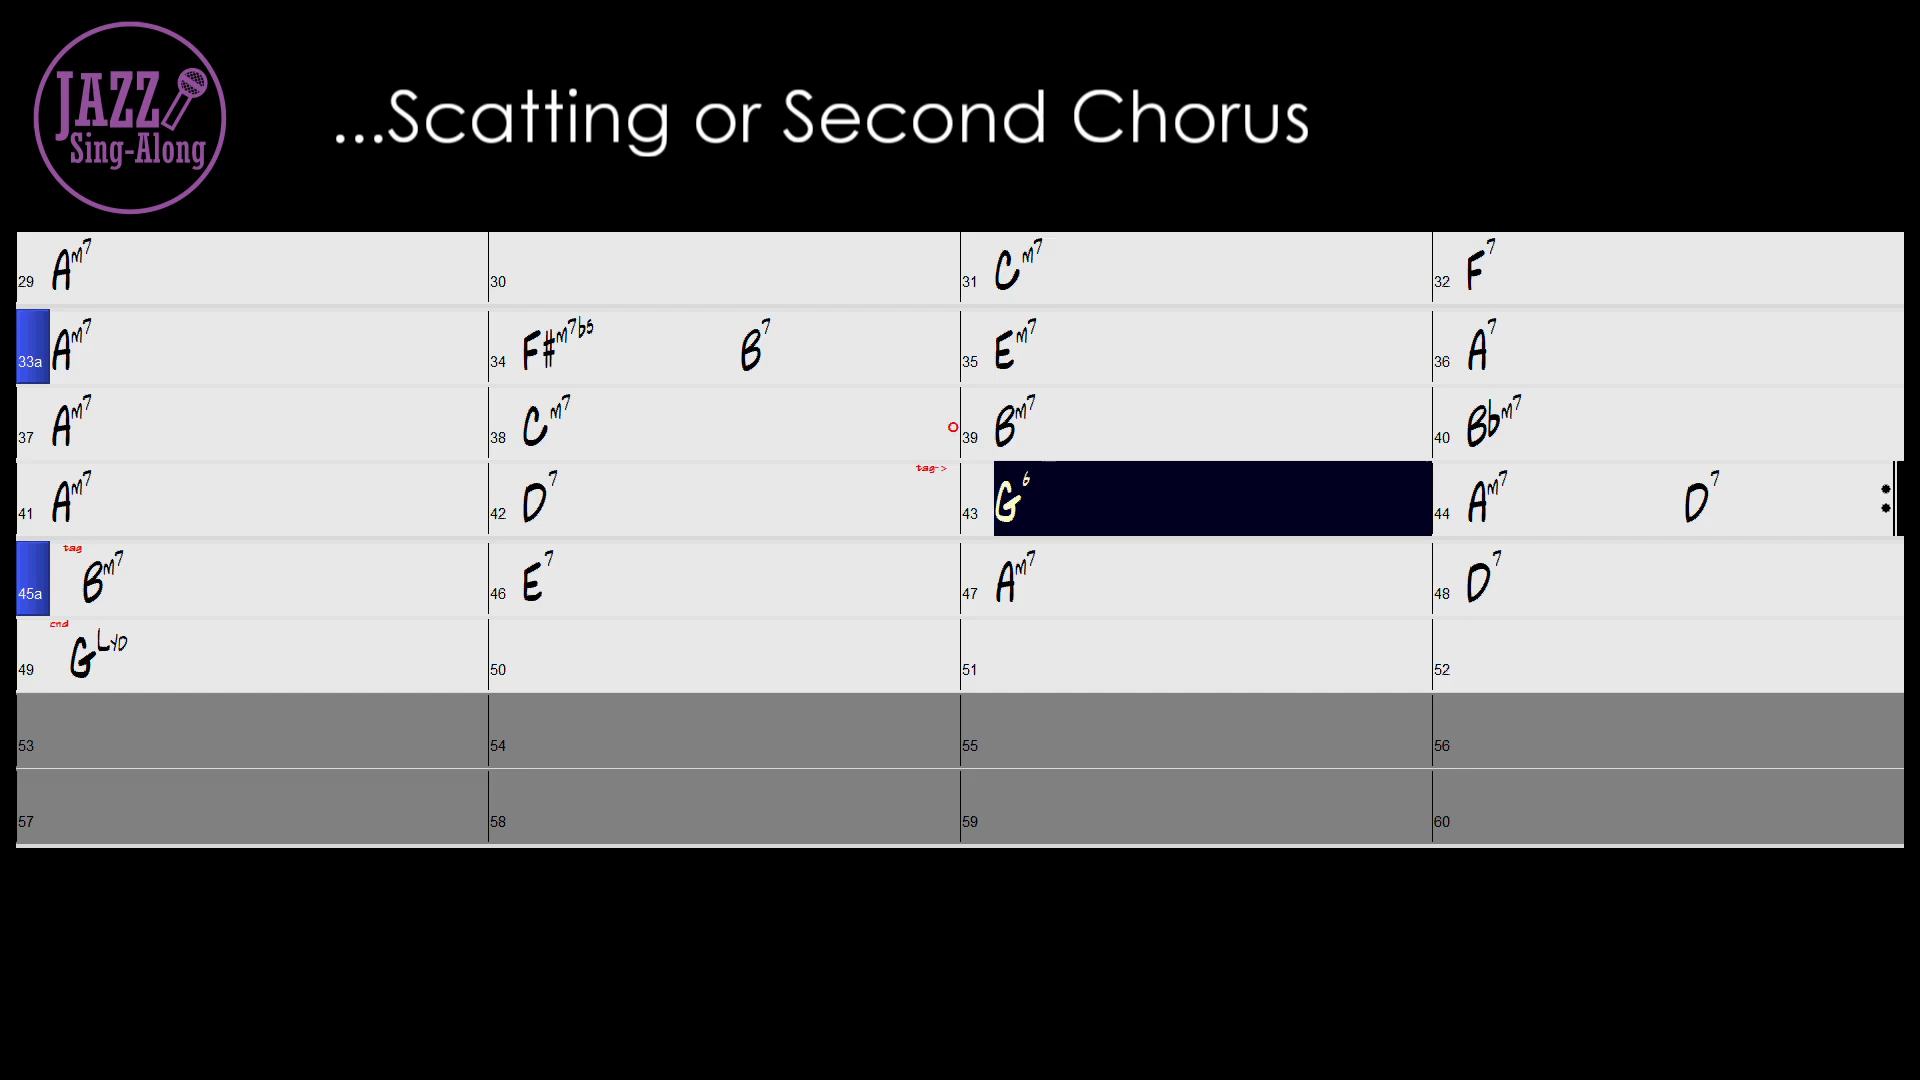 JAZZ
Sing-Along
...Scatting or Second Chorus
29 Am7 30 31 Cm7 32 F7
33a Am7 34 F#m7b5 B7 35 Em7 36 A7
37 Am7 38 Cm7 39 Bm7 40 Bbm7
tag->
41 Am7 42 D7 43 G6 44 Am7 D7
tag
45a Bm7 46 E7 47 Am7 48 D7
end
49 GLyd 50 51 52
53 54 55 56
57 58 59 60